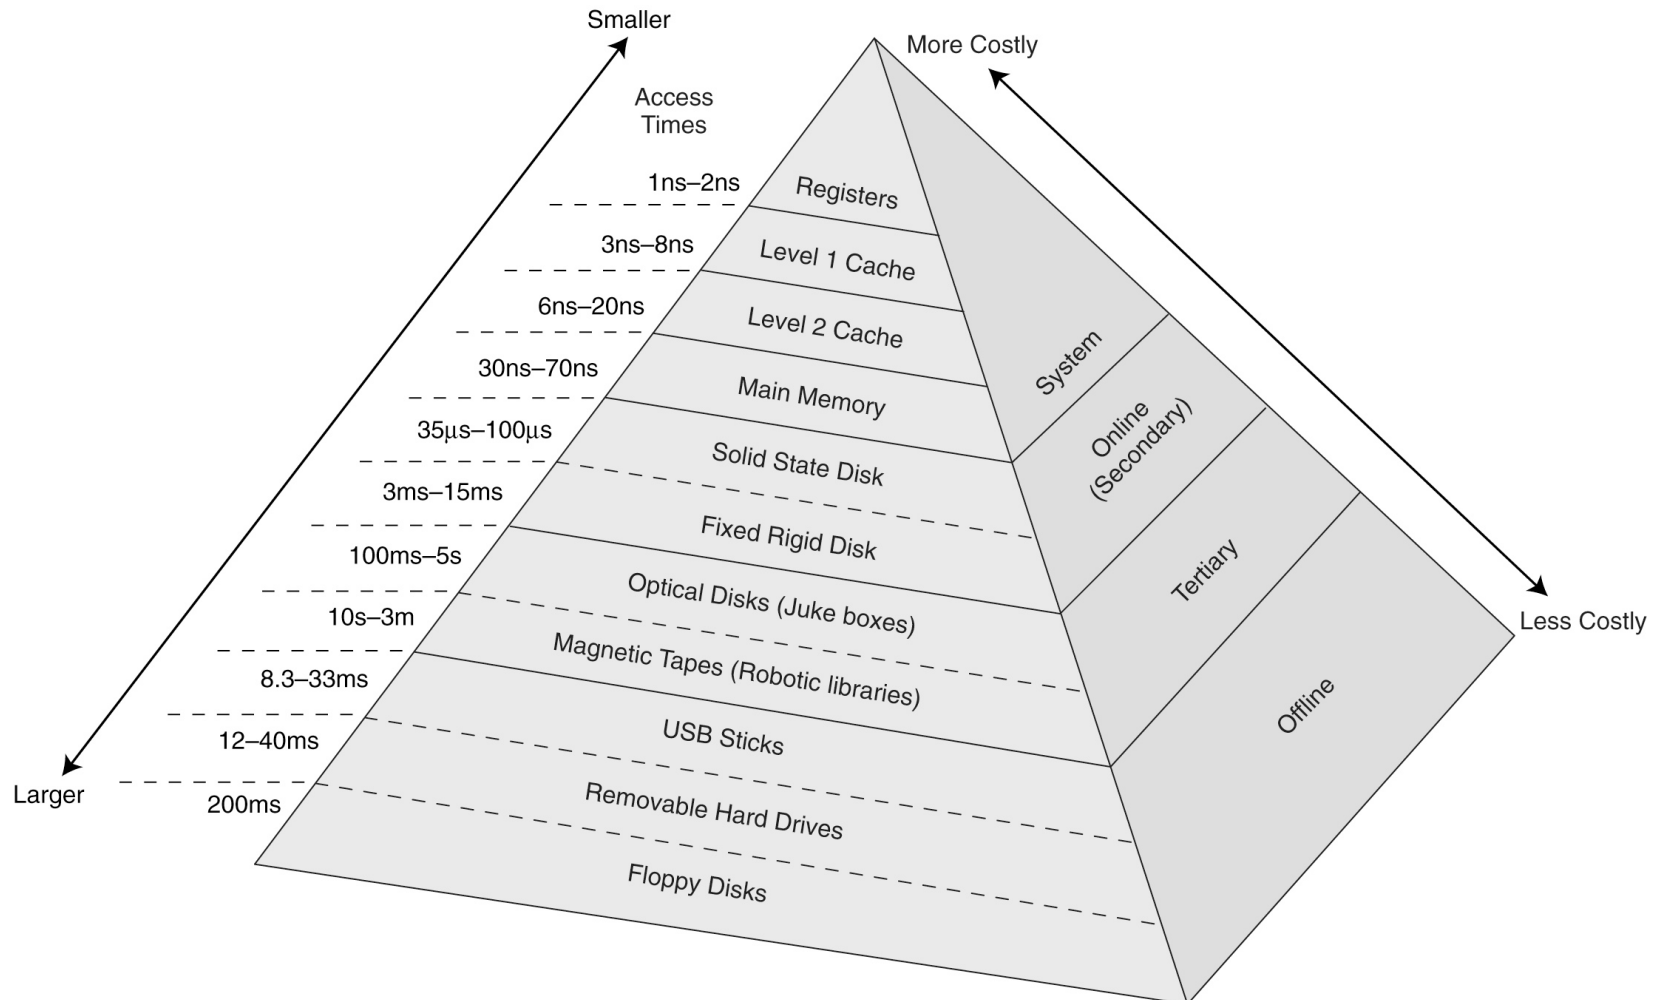 Smaller
More Costly
Access
Times
1ns–2ns
Registers
3ns–8ns
Level 1 Cache
6ns–20ns
Level 2 Cache
30ns–70ns
Main Memory
System
35μs–100μs
Solid State Disk
Online
(Secondary)
3ms–15ms
Fixed Rigid Disk
100ms–5s
Optical Disks (Juke boxes)
Tertiary
10s–3m
Magnetic Tapes (Robotic libraries)
Less Costly
8.3–33ms
USB Sticks
Offline
12–40ms
Removable Hard Drives
Larger
200ms
Floppy Disks